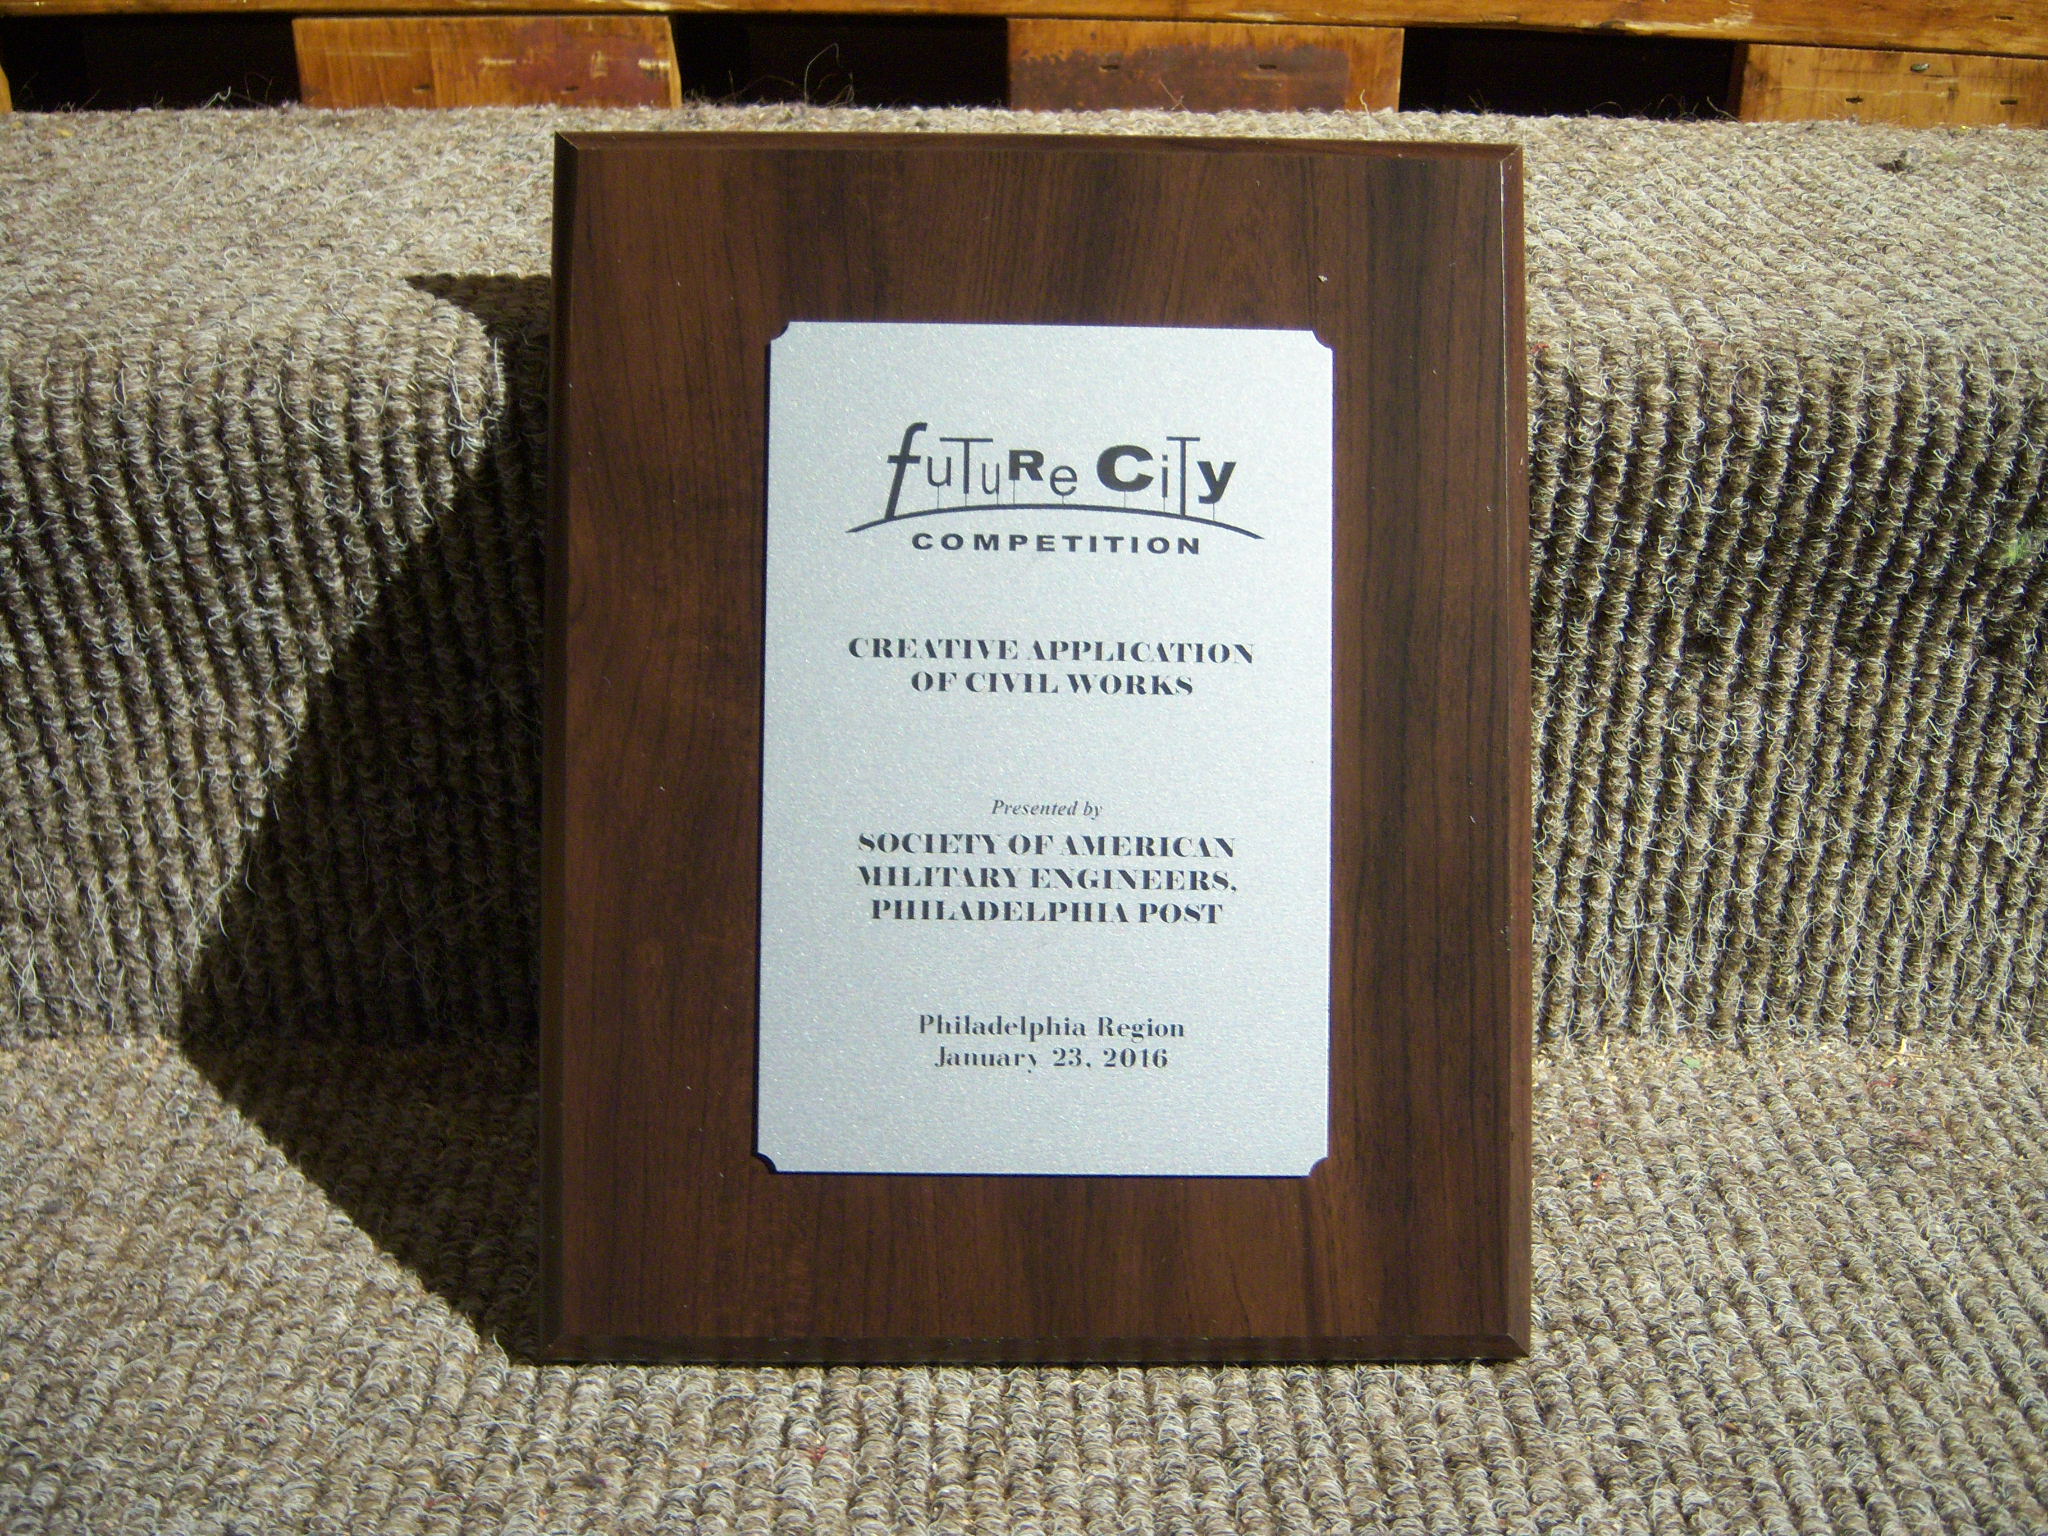 fuTuRe CiTy
COMPETITION
CREATIVE APPLICATION
OF CIVIL WORKS
Presented by
SOCIETY OF AMERICAN
MILITARY ENGINEERS,
PHILADELPHIA POST
Philadelphia Region
January 23, 2016